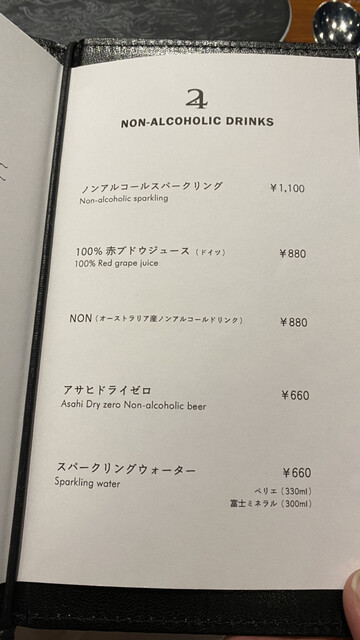 24
NON-ALCOHOLIC DRINKS
ノンアルコールスパークリング ¥1,100
Non-alcoholic sparkling
100% 赤ブドウジュース（ドイツ） ¥880
100% Red grape juice
NON（オーストラリア産ノンアルコールドリンク） ¥880
アサヒドライゼロ ¥660
Asahi Dry zero Non-alcoholic beer
スパークリングウォーター ¥660
Sparkling water
ペリエ（330ml）
富士ミネラル（300ml）